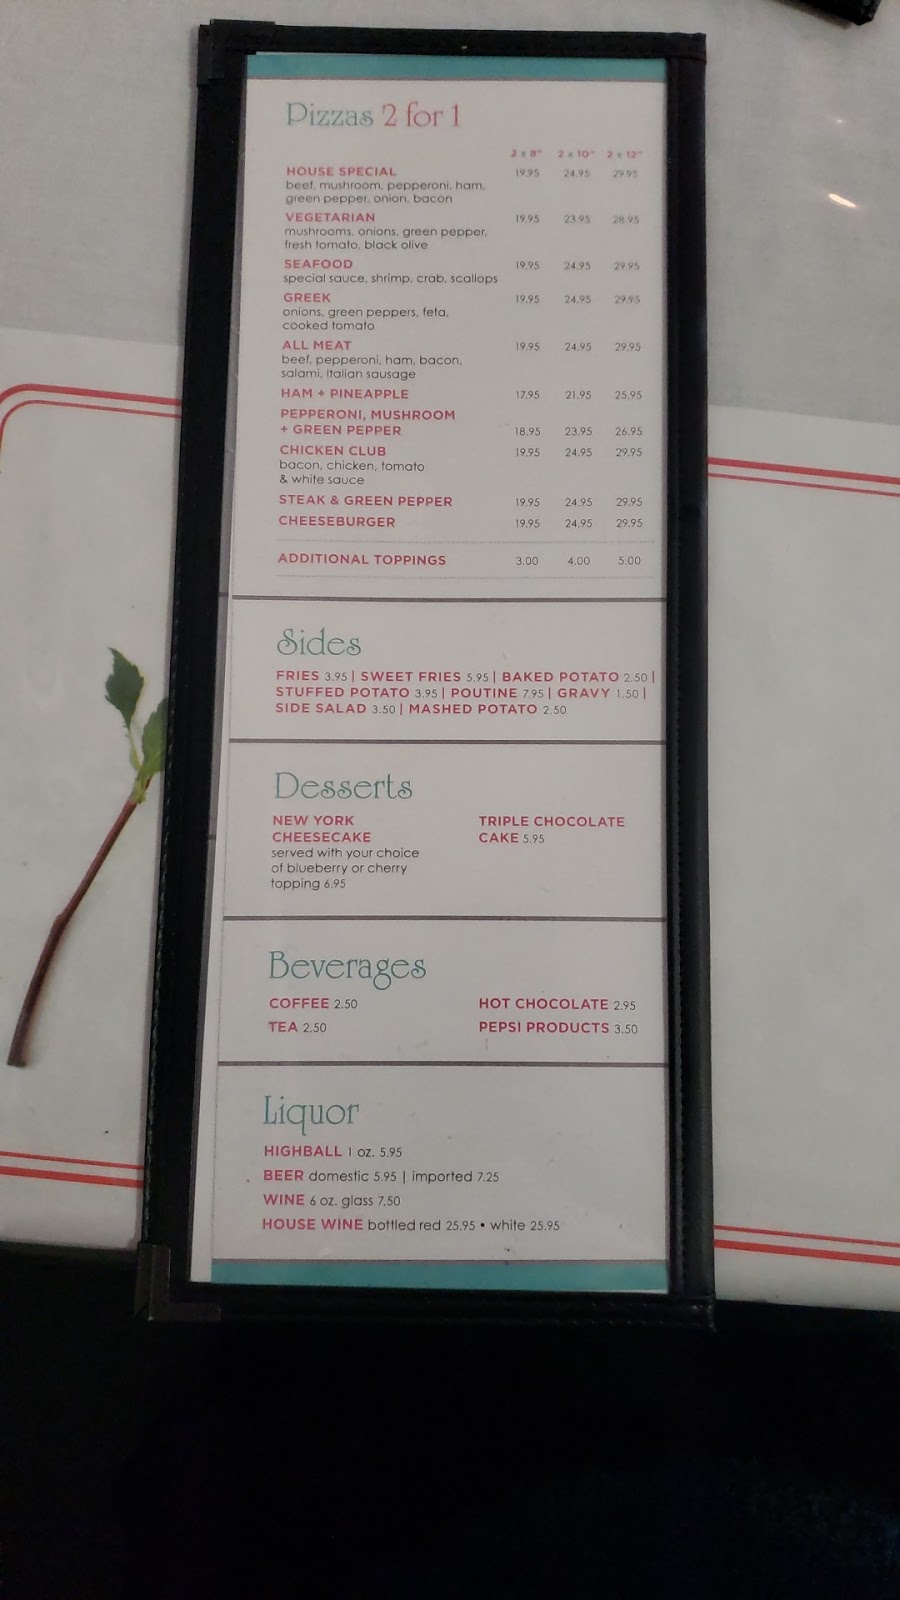 Pizzas 2 for 1
2 x 8" 2 x 10" 2 x 12"
HOUSE SPECIAL 19.95 24.95 29.95
beef, mushroom, pepperoni, ham,
green pepper, onion, bacon
VEGETARIAN 19.95 23.95 28.95
mushrooms, onions, green pepper,
fresh tomato, black olive
SEAFOOD 19.95 24.95 29.95
special sauce, shrimp, crab, scallops
GREEK 19.95 24.95 29.95
onions, green peppers, feta,
cooked tomato
ALL MEAT 19.95 24.95 29.95
beef, pepperoni, ham, bacon,
salami, Italian sausage
HAM + PINEAPPLE 17.95 21.95 25.95
PEPPERONI, MUSHROOM
+ GREEN PEPPER 18.95 23.95 26.95
CHICKEN CLUB 19.95 24.95 29.95
bacon, chicken, tomato
& white sauce
STEAK & GREEN PEPPER 19.95 24.95 29.95
CHEESEBURGER 19.95 24.95 29.95
ADDITIONAL TOPPINGS 3.00 4.00 5.00
Sides
FRIES 3.95 | SWEET FRIES 5.95 | BAKED POTATO 2.50 |
STUFFED POTATO 3.95 | POUTINE 7.95 | GRAVY 1.50 |
SIDE SALAD 3.50 | MASHED POTATO 2.50
Desserts
NEW YORK
CHEESECAKE
served with your choice
of blueberry or cherry
topping 6.95
TRIPLE CHOCOLATE
CAKE 5.95
Beverages
COFFEE 2.50
TEA 2.50
HOT CHOCOLATE 2.95
PEPSI PRODUCTS 3.50
Liquor
HIGHBALL 1 oz. 5.95
BEER domestic 5.95 | imported 7.25
WINE 6 oz. glass 7.50
HOUSE WINE bottled red 25.95 • white 25.95